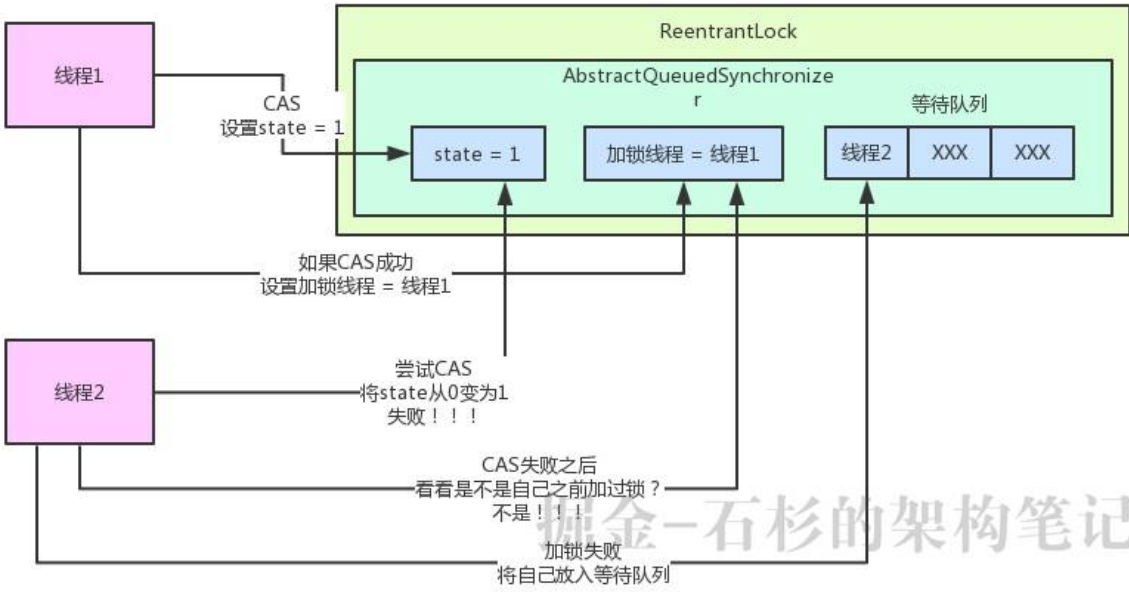 ReentrantLock
线程1
AbstractQueuedSynchronize
r
CAS
设置state = 1
等待队列
state = 1
加锁线程 = 线程1
线程2
XXX
XXX
如果CAS成功
设置加锁线程 = 线程1
线程2
尝试CAS
将state从0变为1
失败！！！
CAS失败之后
看看是不是自己之前加过锁？
不是！！！
掘金-石杉的架构笔记
加锁失败
将自己放入等待队列